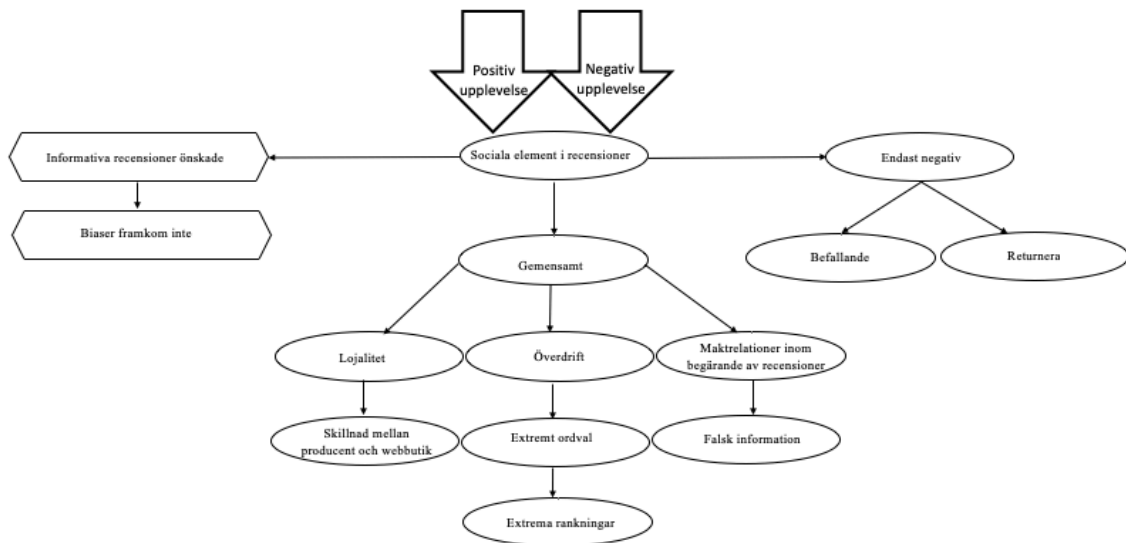 Positiv
upplevelse
Negativ
upplevelse
Informativa recensioner önskade
Sociala element i recensioner
Endast negativ
Biaser framkom inte
Gemensamt
Befallande
Returnera
Lojalitet
Överdrift
Maktrelationer inom
begärande av recensioner
Skillnad mellan
producent och webbutik
Extremt ordval
Falsk information
Extrema rankningar